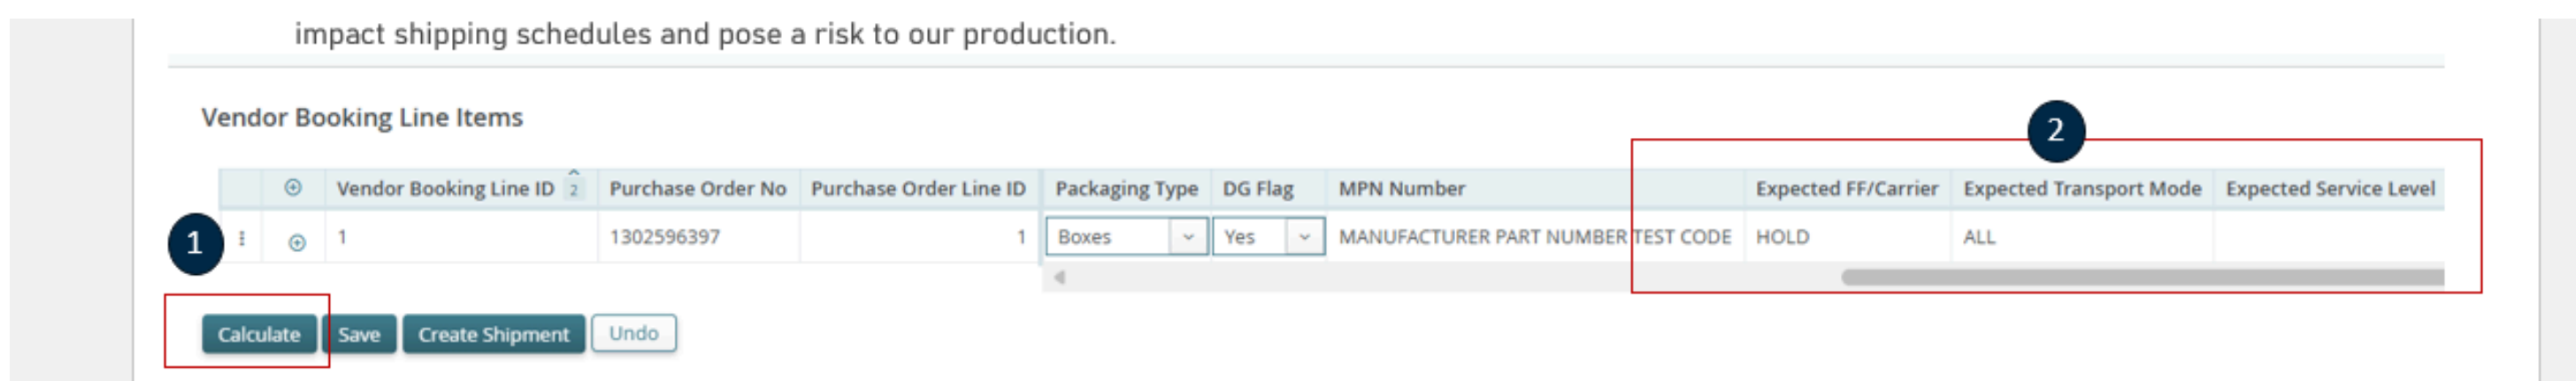 impact shipping schedules and pose a risk to our production.
Vendor Booking Line Items
2
Vendor Booking Line ID 2 Purchase Order No Purchase Order Line ID Packaging Type DG Flag MPN Number Expected FF/Carrier Expected Transport Mode Expected Service Level
1 1 1302596397 1 Boxes Yes MANUFACTURER PART NUMBER TEST CODE HOLD ALL
Calculate Save Create Shipment Undo